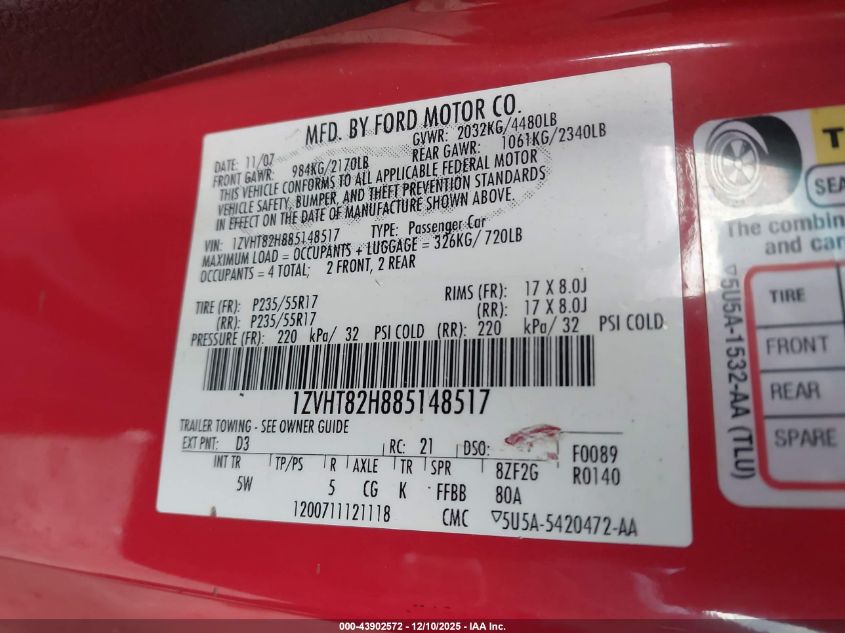 MFD. BY FORD MOTOR CO.
DATE: 11/07 GVWR: 2032KG/4480LB
FRONT GAWR: 984KG/2170LB REAR GAWR: 1061KG/2340LB
THIS VEHICLE CONFORMS TO ALL APPLICABLE FEDERAL MOTOR
VEHICLE SAFETY, BUMPER, AND THEFT PREVENTION STANDARDS
IN EFFECT ON THE DATE OF MANUFACTURE SHOWN ABOVE.
VIN: 1ZVHT82H885148517 TYPE: Passenger Car
MAXIMUM LOAD = OCCUPANTS + LUGGAGE = 326KG/720LB
OCCUPANTS = 4 TOTAL; 2 FRONT, 2 REAR
TIRE (FR): P235/55R17 RIMS (FR): 17 X 8.0J
(RR): P235/55R17 (RR): 17 X 8.0J
PRESSURE (FR): 220 kPa/ 32 PSI COLD (RR): 220 kPa/ 32 PSI COLD
1ZVHT82H885148517
TRAILER TOWING - SEE OWNER GUIDE
EXT PNT: D3 RC: 21 DSO: F0089
INT TR TP/PS R AXLE TR SPR 8ZF2G R0140
5W 5 CG K FFBB 80A
1200711121118 CMC ▽5U5A-5420472-AA
The combin
and car
TIRE
FRONT
REAR
SPARE
▽5U5A-1532-AA (TLU)
000-43902572 - 12/10/2025 - IAA Inc.